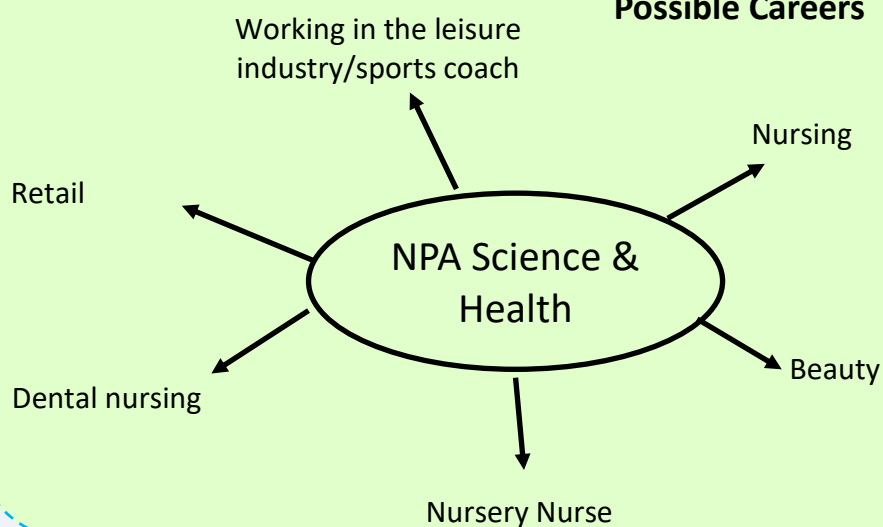 Possible Careers
Working in the leisure
industry/sports coach
Nursing
Retail
NPA Science &
Health
Beauty
Dental nursing
Nursery Nurse